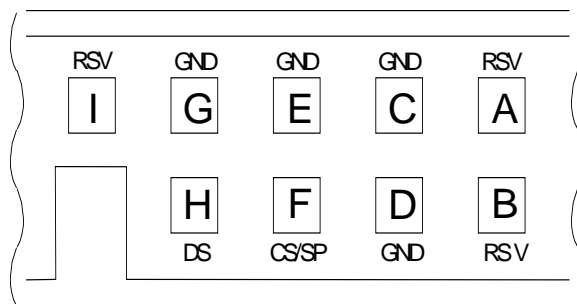 RSV GND GND GND RSV
I G E C A
H F D B
DS CS/SP GND RSV